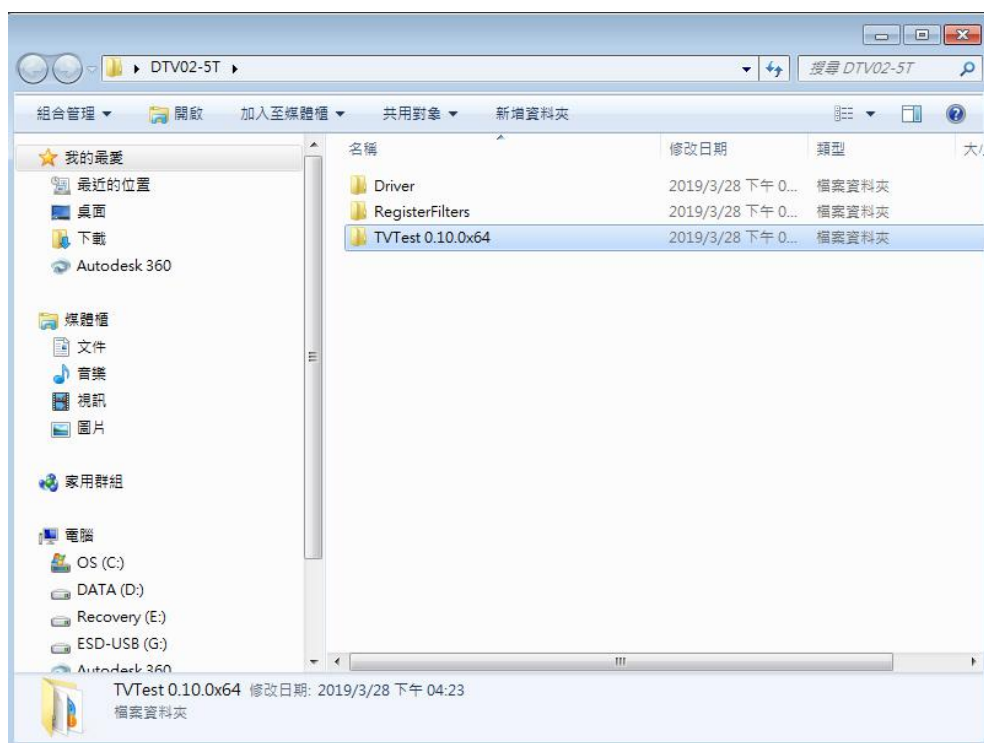 DTV02-5T
搜尋 DTV02-5T
組合管理 開啟 加入至媒體櫃 共用對象 新增資料夾
名稱 修改日期 類型 大小
我的最愛
最近的位置
桌面
下載
Autodesk 360
媒體櫃
文件
音樂
視訊
圖片
家用群組
電腦
OS (C:)
DATA (D:)
Recovery (E:)
ESD-USB (G:)
Autodesk 360
Driver 2019/3/28 下午 0... 檔案資料夾
RegisterFilters 2019/3/28 下午 0... 檔案資料夾
TVTest 0.10.0x64 2019/3/28 下午 0... 檔案資料夾
TVTest 0.10.0x64 修改日期: 2019/3/28 下午 04:23
檔案資料夾